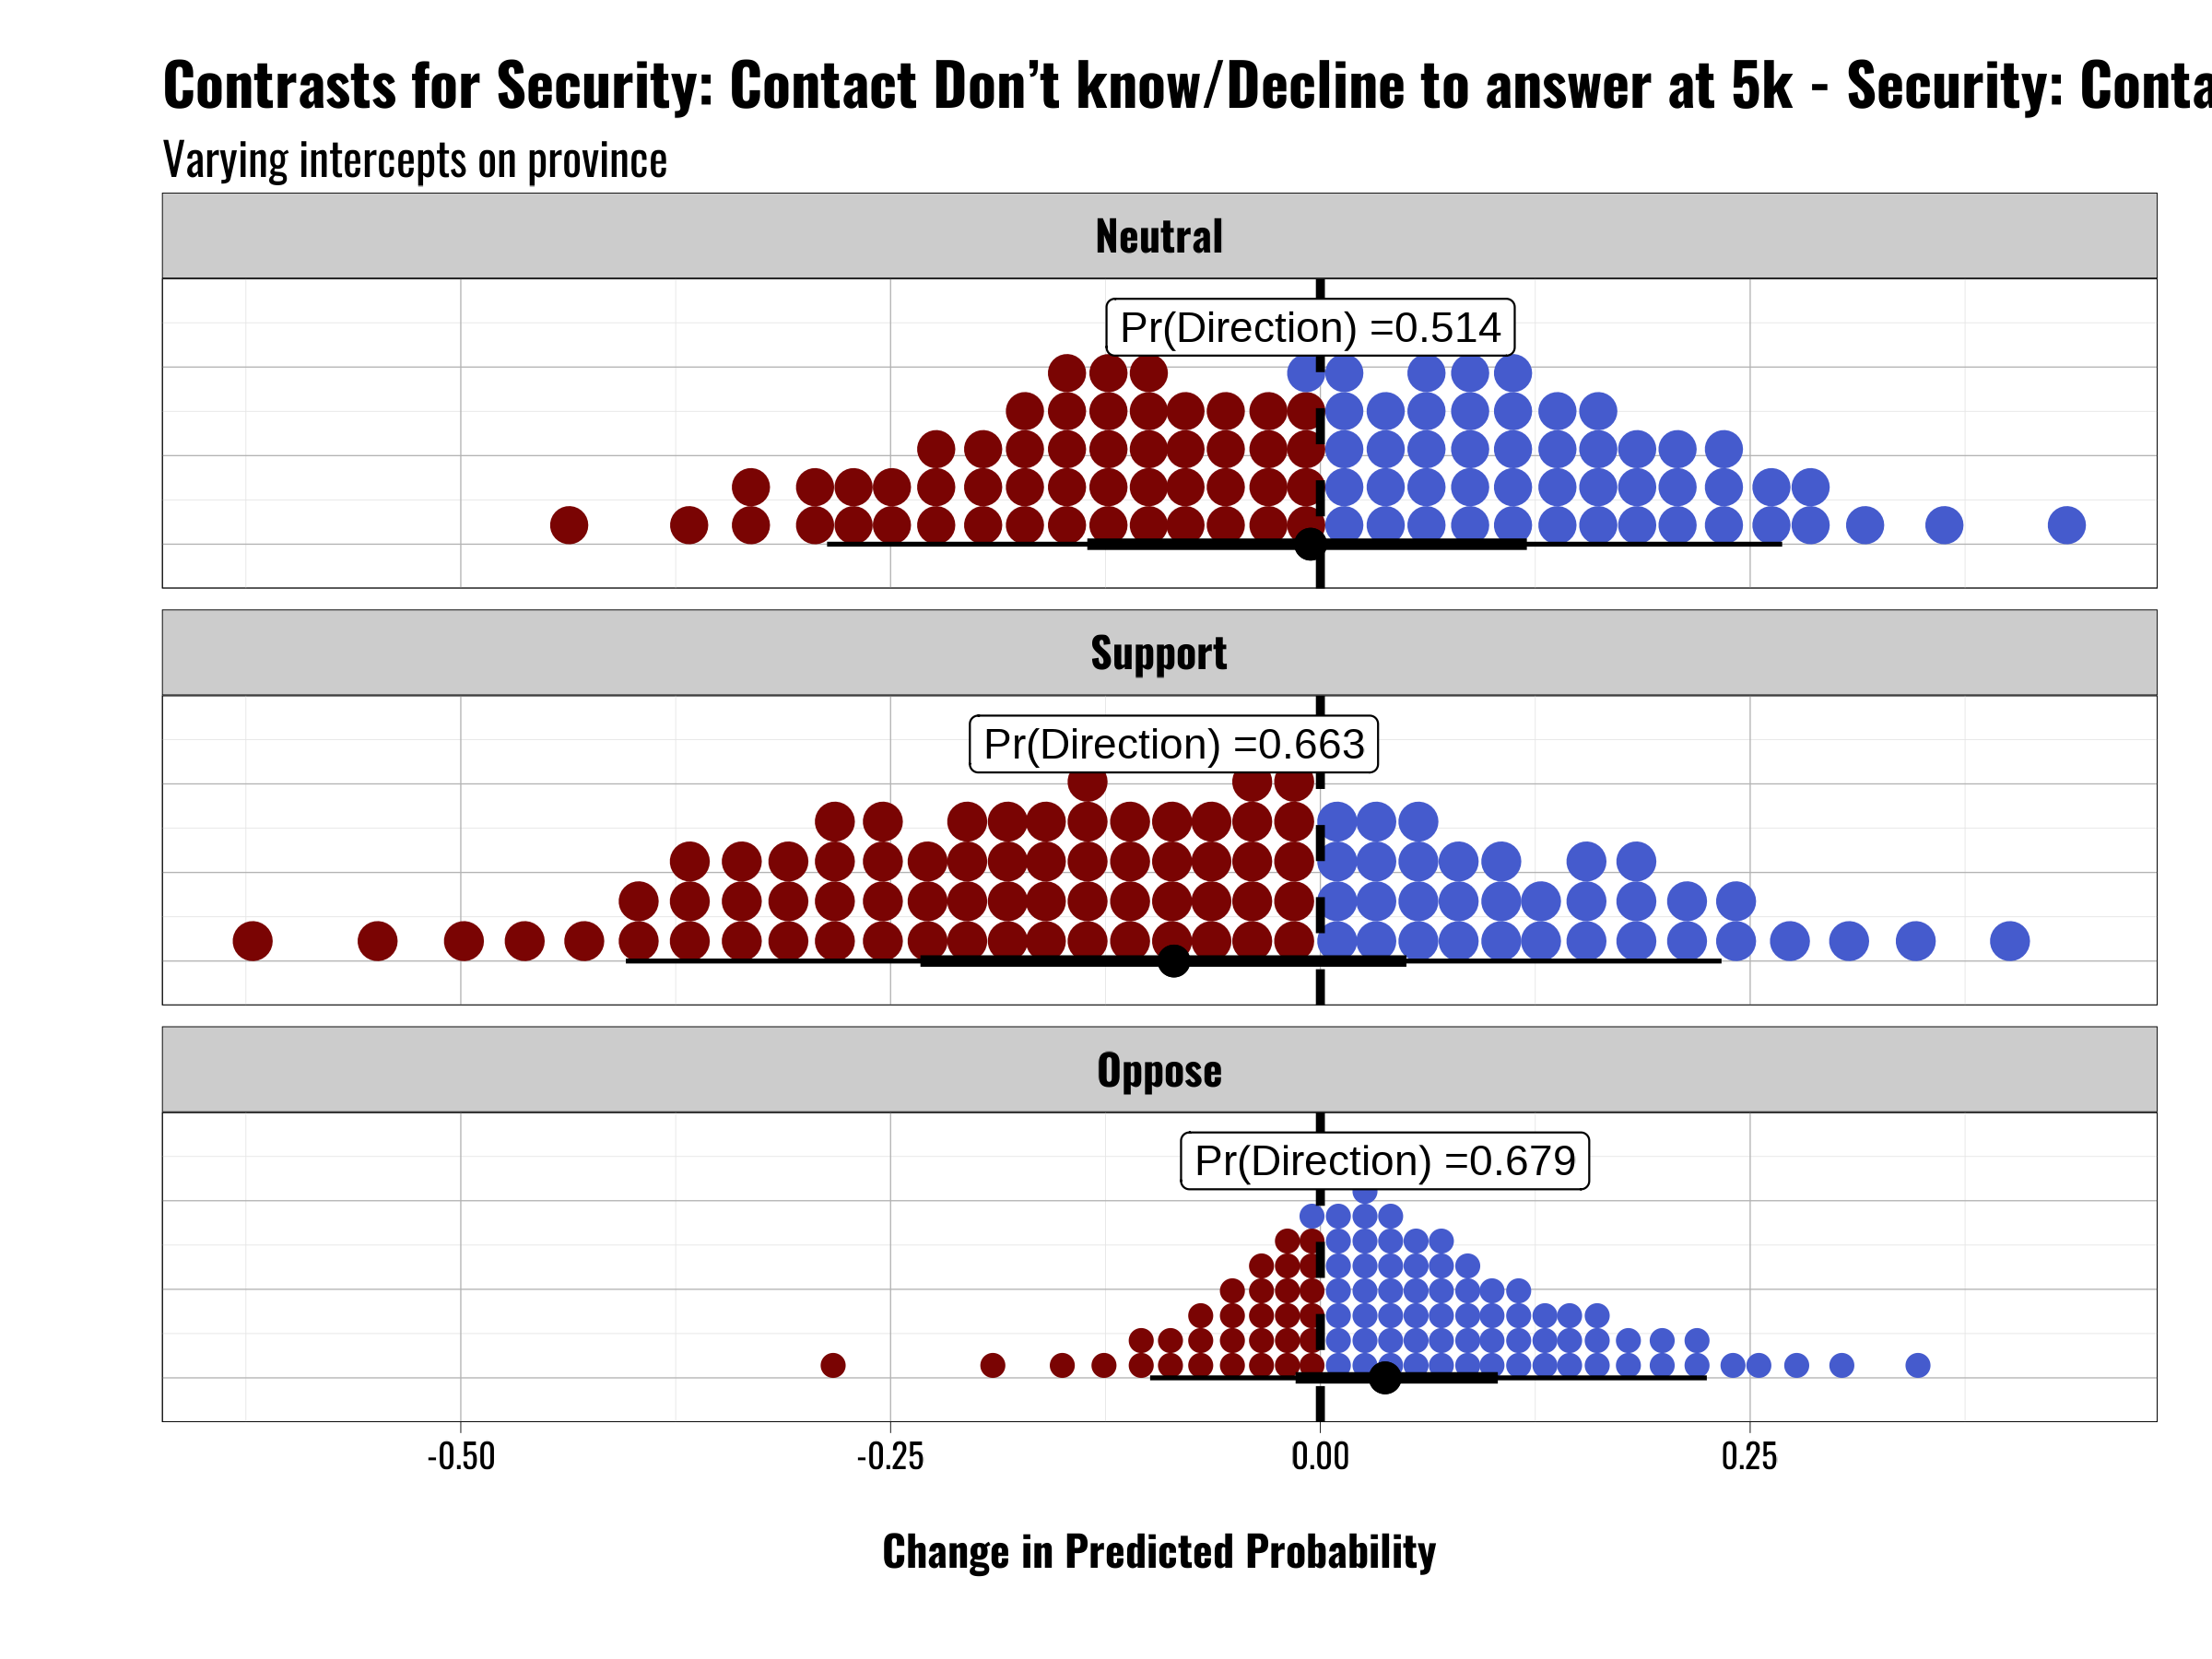 Contrasts for Security: Contact Don’t know/Decline to answer at 5k - Security:
Varying intercepts on province
Neutral
Pr(Direction) =0.514
Support
Pr(Direction) =0.663
Oppose
Pr(Direction) =0.679
-0.50 -0.25 0.00 0.25
Change in Predicted Probability